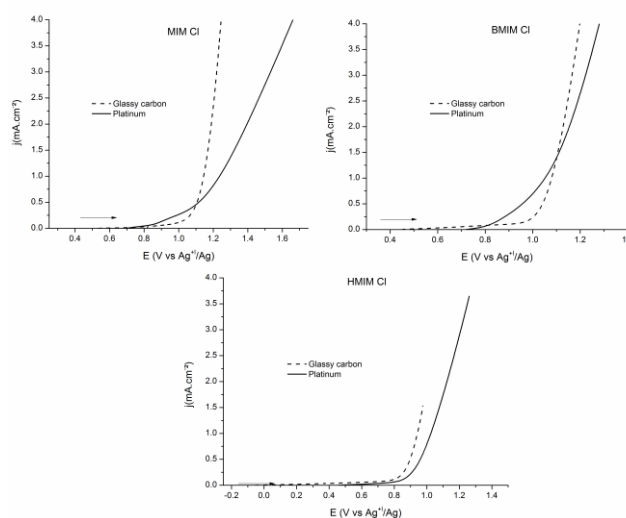 MIM Cl
4.0
3.5
3.0
2.5
2.0
1.5
1.0
0.5
0.0
j(mA.cm⁻²)
Glassy carbon
Platinum
0.4 0.6 0.8 1.0 1.2 1.4 1.6
E (V vs Ag⁺ᴵ/Ag)
BMIM Cl
4.0
3.5
3.0
2.5
2.0
1.5
1.0
0.5
0.0
j(mA.cm⁻²)
Glassy carbon
Platinum
0.4 0.6 0.8 1.0 1.2
E (V vs Ag⁺ᴵ/Ag)
HMIM Cl
4.0
3.5
3.0
2.5
2.0
1.5
1.0
0.5
0.0
j(mA.cm⁻²)
Glassy carbon
Platinum
-0.2 0.0 0.2 0.4 0.6 0.8 1.0 1.2 1.4
E (V vs Ag⁺ᴵ/Ag)